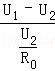 U₁ − U₂
U₂
R₀